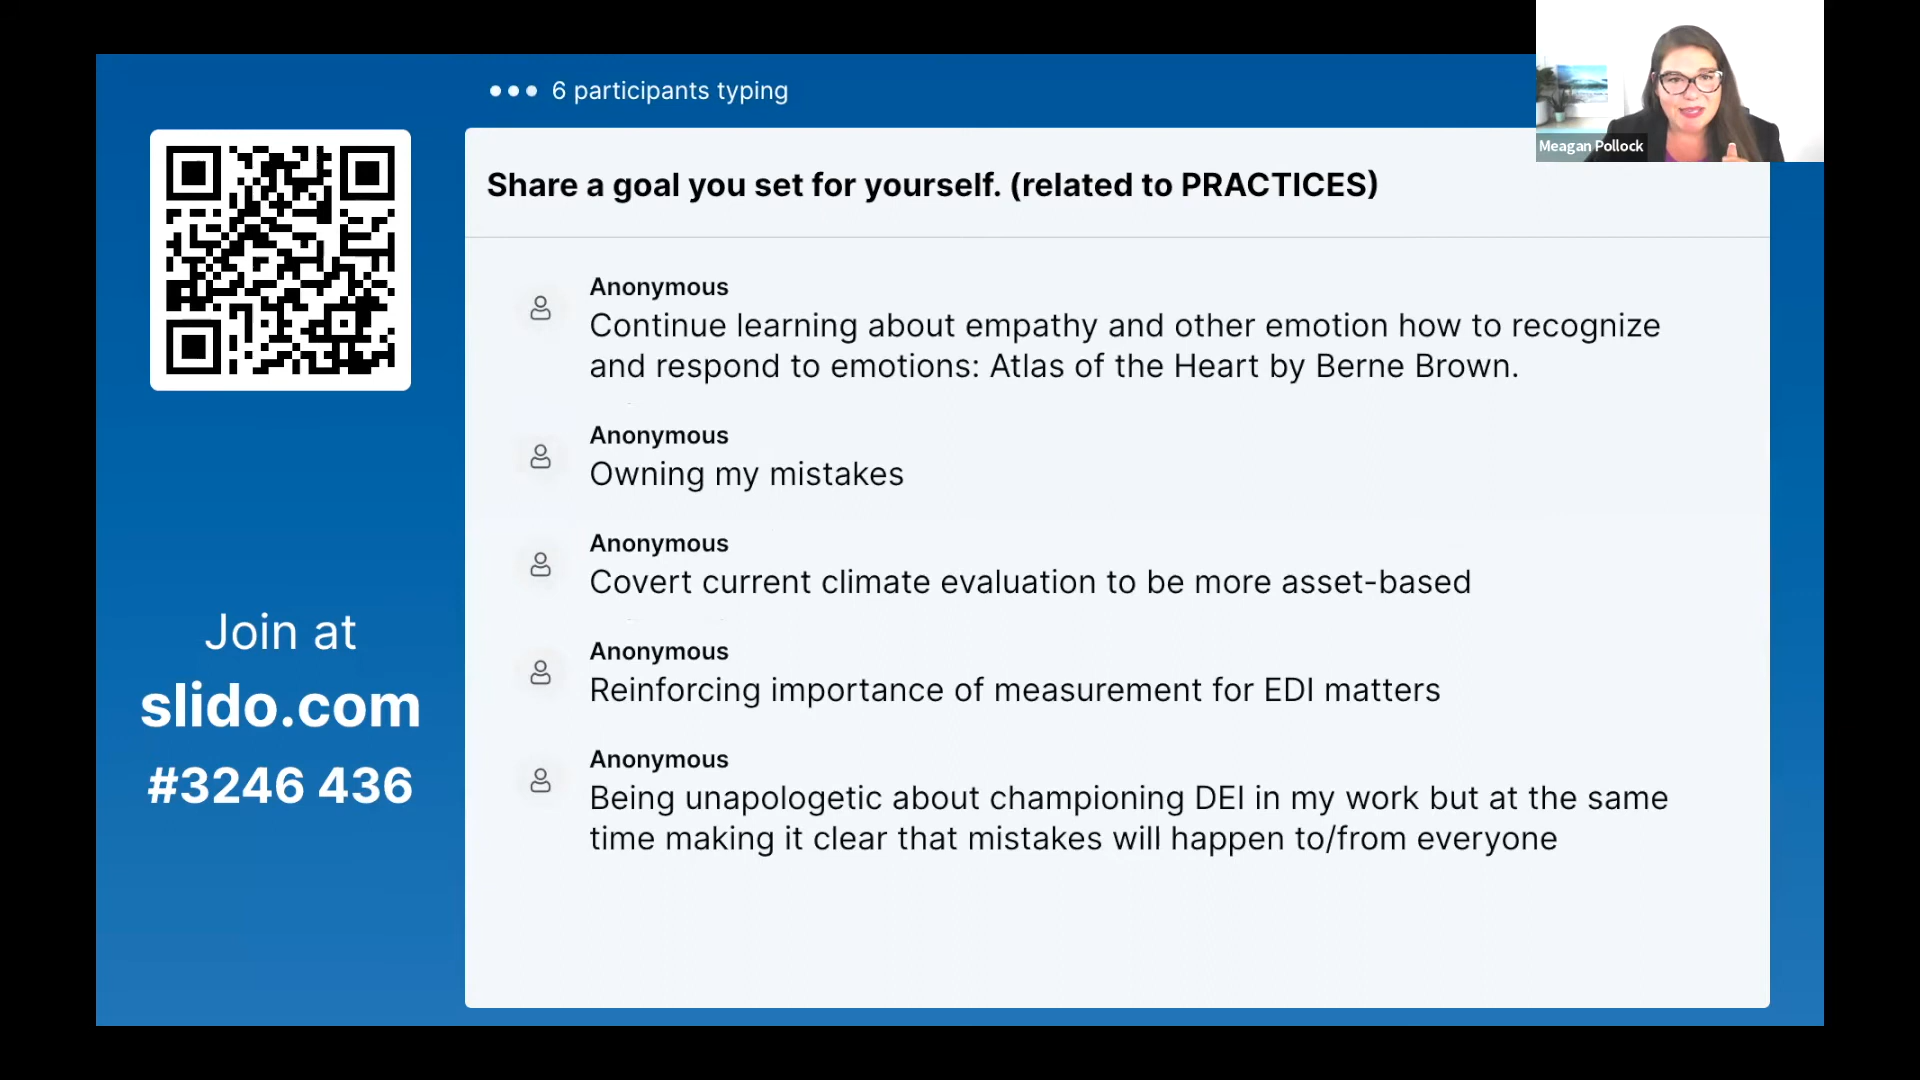 6 participants typing
Meagan Pollock
Share a goal you set for yourself. (related to PRACTICES)
Anonymous
Continue learning about empathy and other emotion how to recognize
and respond to emotions: Atlas of the Heart by Berne Brown.
Anonymous
Owning my mistakes
Anonymous
Covert current climate evaluation to be more asset-based
Anonymous
Reinforcing importance of measurement for EDI matters
Anonymous
Being unapologetic about championing DEI in my work but at the same
time making it clear that mistakes will happen to/from everyone
Join at
slido.com
#3246 436